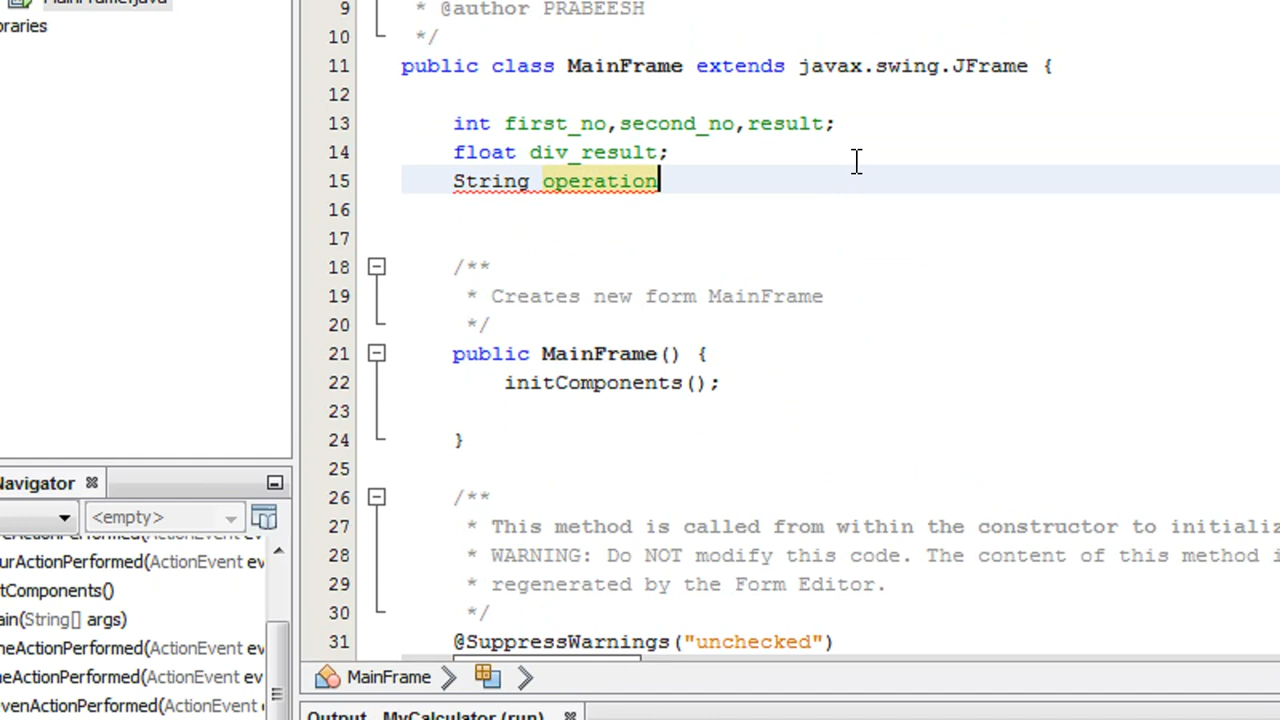 braries
9 * @author PRABEESH
10 */
11 public class MainFrame extends javax.swing.JFrame {
12
13 int first_no,second_no,result;
14 float div_result;
15 String operation
16
17
18 /**
19 * Creates new form MainFrame
20 */
21 public MainFrame() {
22 initComponents();
23
24 }
25
26 /**
27 * This method is called from within the constructor to initializ
28 * WARNING: Do NOT modify this code. The content of this method i
29 * regenerated by the Form Editor.
30 */
31 @SuppressWarnings("unchecked")
Navigator
<empty>
urActionPerformed(ActionEvent ev
tComponents()
ain(String[] args)
neActionPerformed(ActionEvent ev
neActionPerformed(ActionEvent ev
venActionPerformed(ActionEvent
MainFrame
Output - MyCalculator (run)